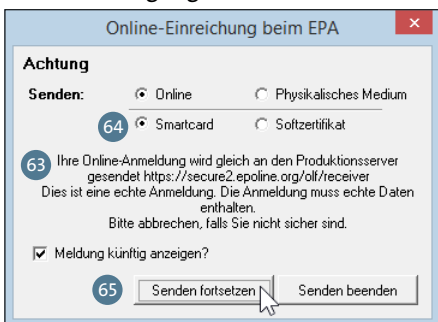 Online-Einreichung beim EPA
Achtung
Senden: Online Physikalisches Medium
64 Smartcard Softzertifikat
63 Ihre Online-Anmeldung wird gleich an den Produktionsserver
gesendet https://secure2.epoline.org/olf/receiver
Dies ist eine echte Anmeldung. Die Anmeldung muss echte Daten
enthalten.
Bitte abbrechen, falls Sie nicht sicher sind.
Meldung künftig anzeigen?
65 Senden fortsetzen Senden beenden